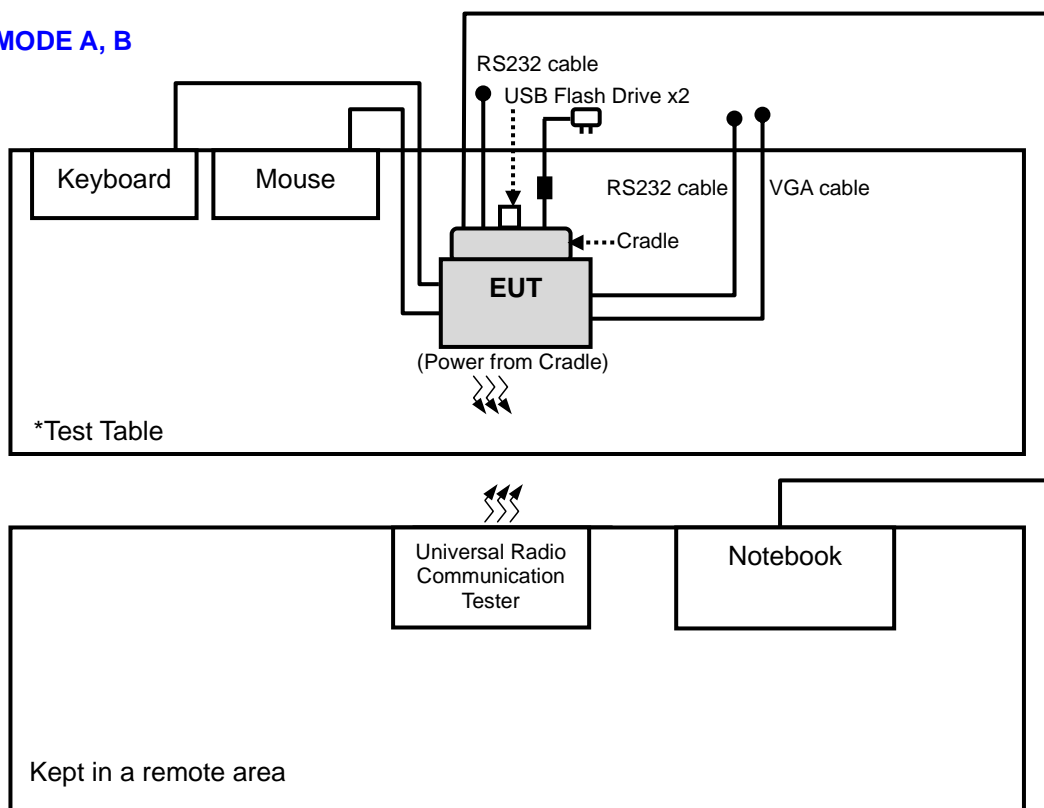 MODE A, B
RS232 cable
USB Flash Drive x2
Keyboard
Mouse
RS232 cable
VGA cable
Cradle
EUT
(Power from Cradle)
*Test Table
Universal Radio
Communication
Tester
Notebook
Kept in a remote area